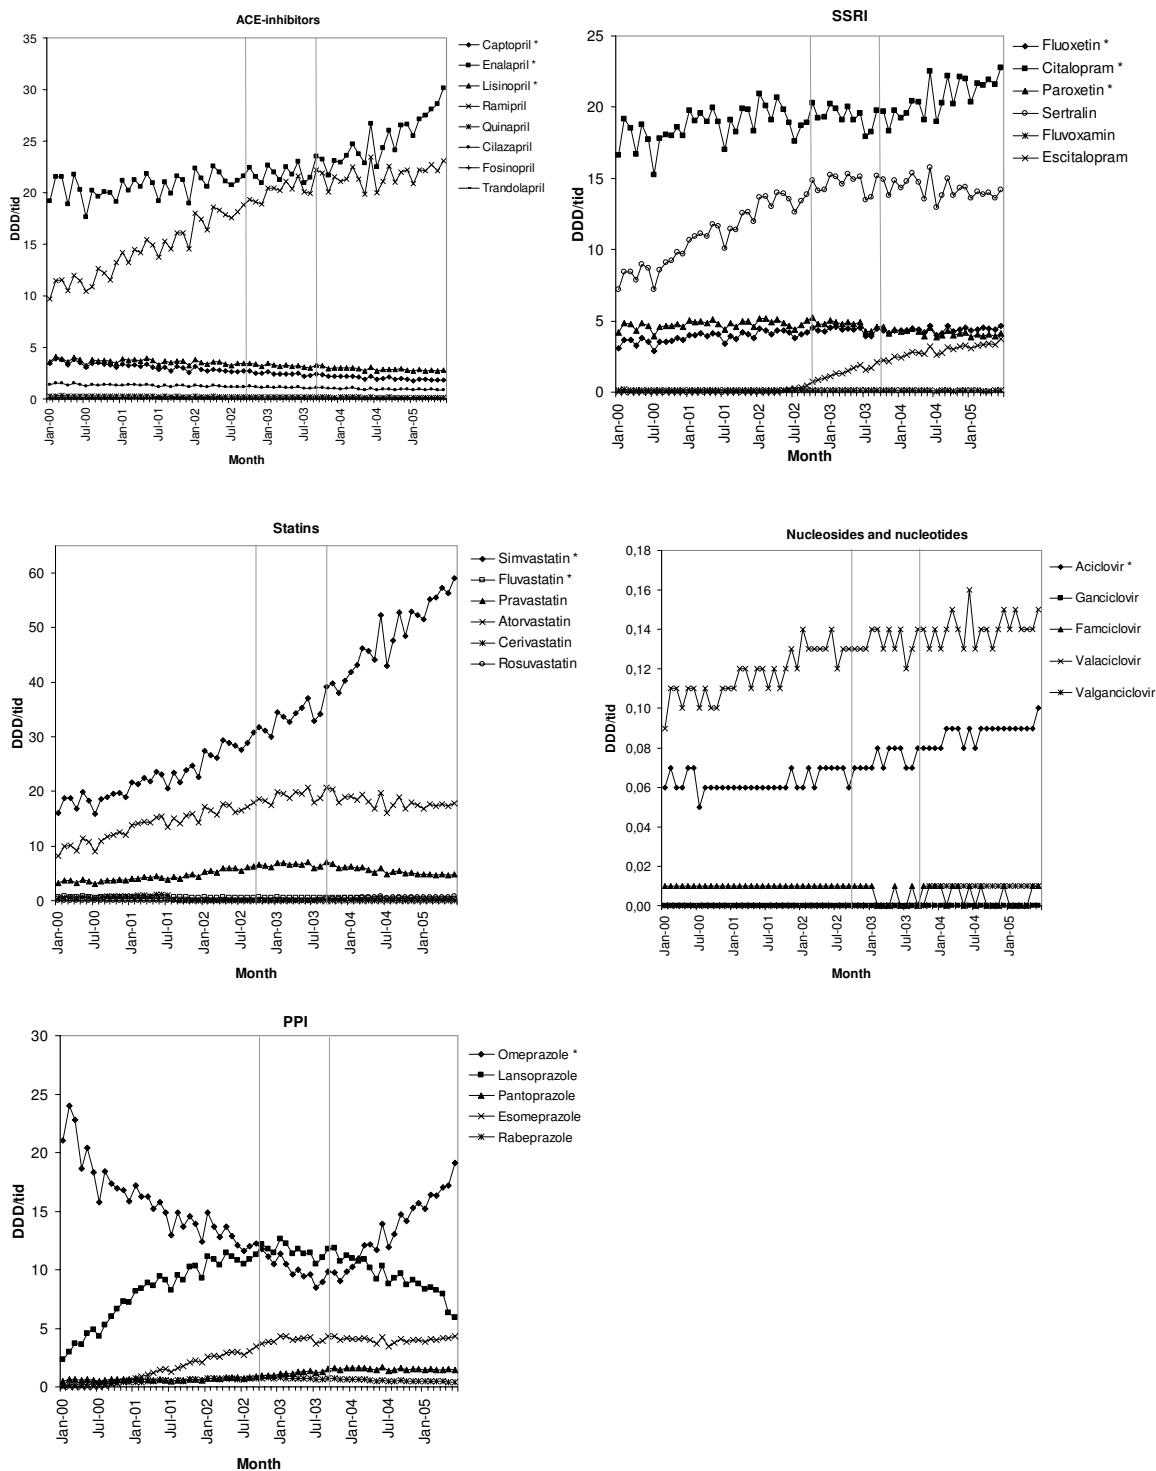 ACE-inhibitors
DDD/tid
35
30
25
20
15
10
5
0
Jan-00
Jul-00
Jan-01
Jul-01
Jan-02
Jul-02
Jan-03
Jul-03
Jan-04
Jul-04
Jan-05
Month
Captopril *
Enalapril *
Lisinopril *
Ramipril
Quinapril
Cilazapril
Fosinopril
Trandolapril
SSRI
DDD/tid
25
20
15
10
5
0
Jan-00
Jul-00
Jan-01
Jul-01
Jan-02
Jul-02
Jan-03
Jul-03
Jan-04
Jul-04
Jan-05
Month
Fluoxetin *
Citalopram *
Paroxetin *
Sertralin
Fluvoxamin
Escitalopram
Statins
DDD/tid
60
50
40
30
20
10
0
Jan-00
Jul-00
Jan-01
Jul-01
Jan-02
Jul-02
Jan-03
Jul-03
Jan-04
Jul-04
Jan-05
Month
Simvastatin *
Fluvastatin *
Pravastatin
Atorvastatin
Cerivastatin
Rosuvastatin
Nucleosides and nucleotides
DDD/tid
0,18
0,16
0,14
0,12
0,10
0,08
0,06
0,04
0,02
0,00
Jan-00
Jul-00
Jan-01
Jul-01
Jan-02
Jul-02
Jan-03
Jul-03
Jan-04
Jul-04
Jan-05
Month
Aciclovir *
Ganciclovir
Famciclovir
Valaciclovir
Valganciclovir
PPI
DDD/tid
30
25
20
15
10
5
0
Jan-00
Jul-00
Jan-01
Jul-01
Jan-02
Jul-02
Jan-03
Jul-03
Jan-04
Jul-04
Jan-05
Month
Omeprazole *
Lansoprazole
Pantoprazole
Esomeprazole
Rabeprazole